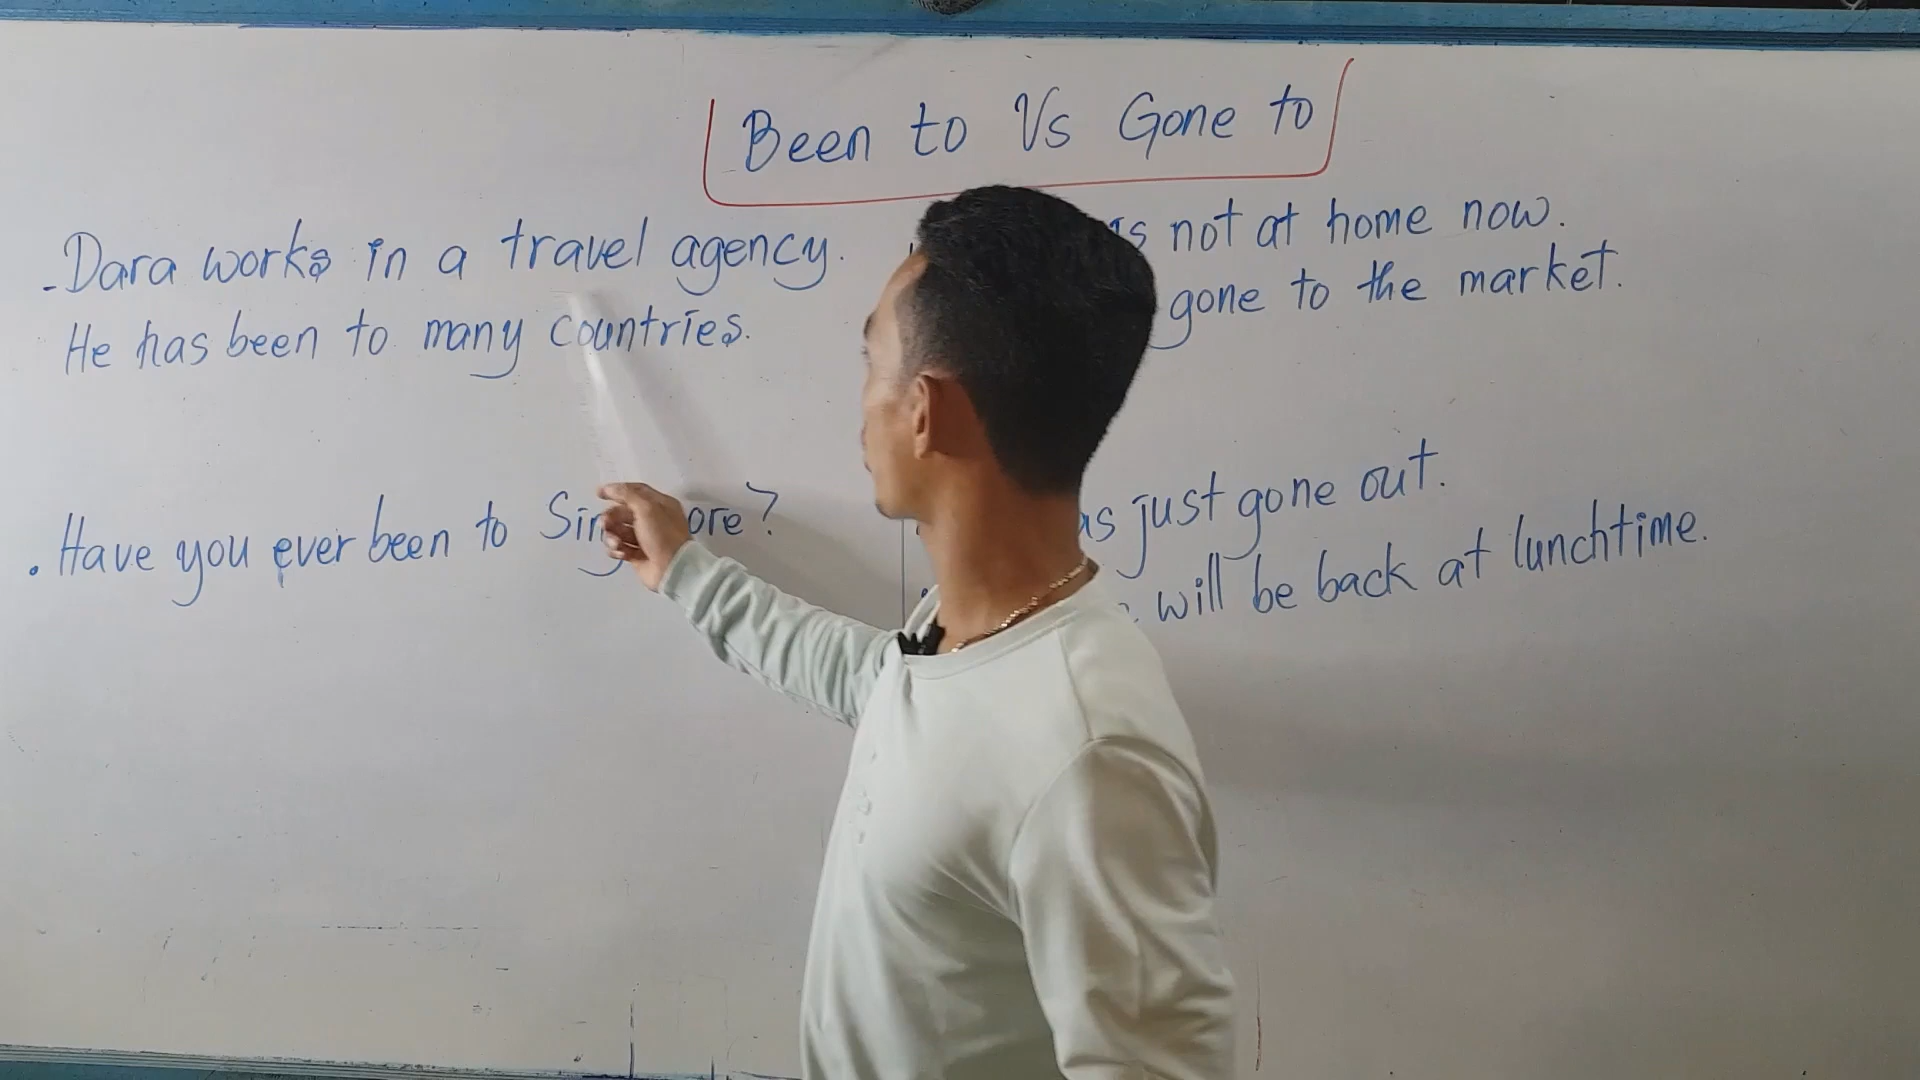 Been to Vs Gone to
- Dara works in a travel agency.
He has been to many countries.
. Have you ever been to Sin ore?
is not at home now.
gone to the market.
as just gone out.
will be back at lunchtime.